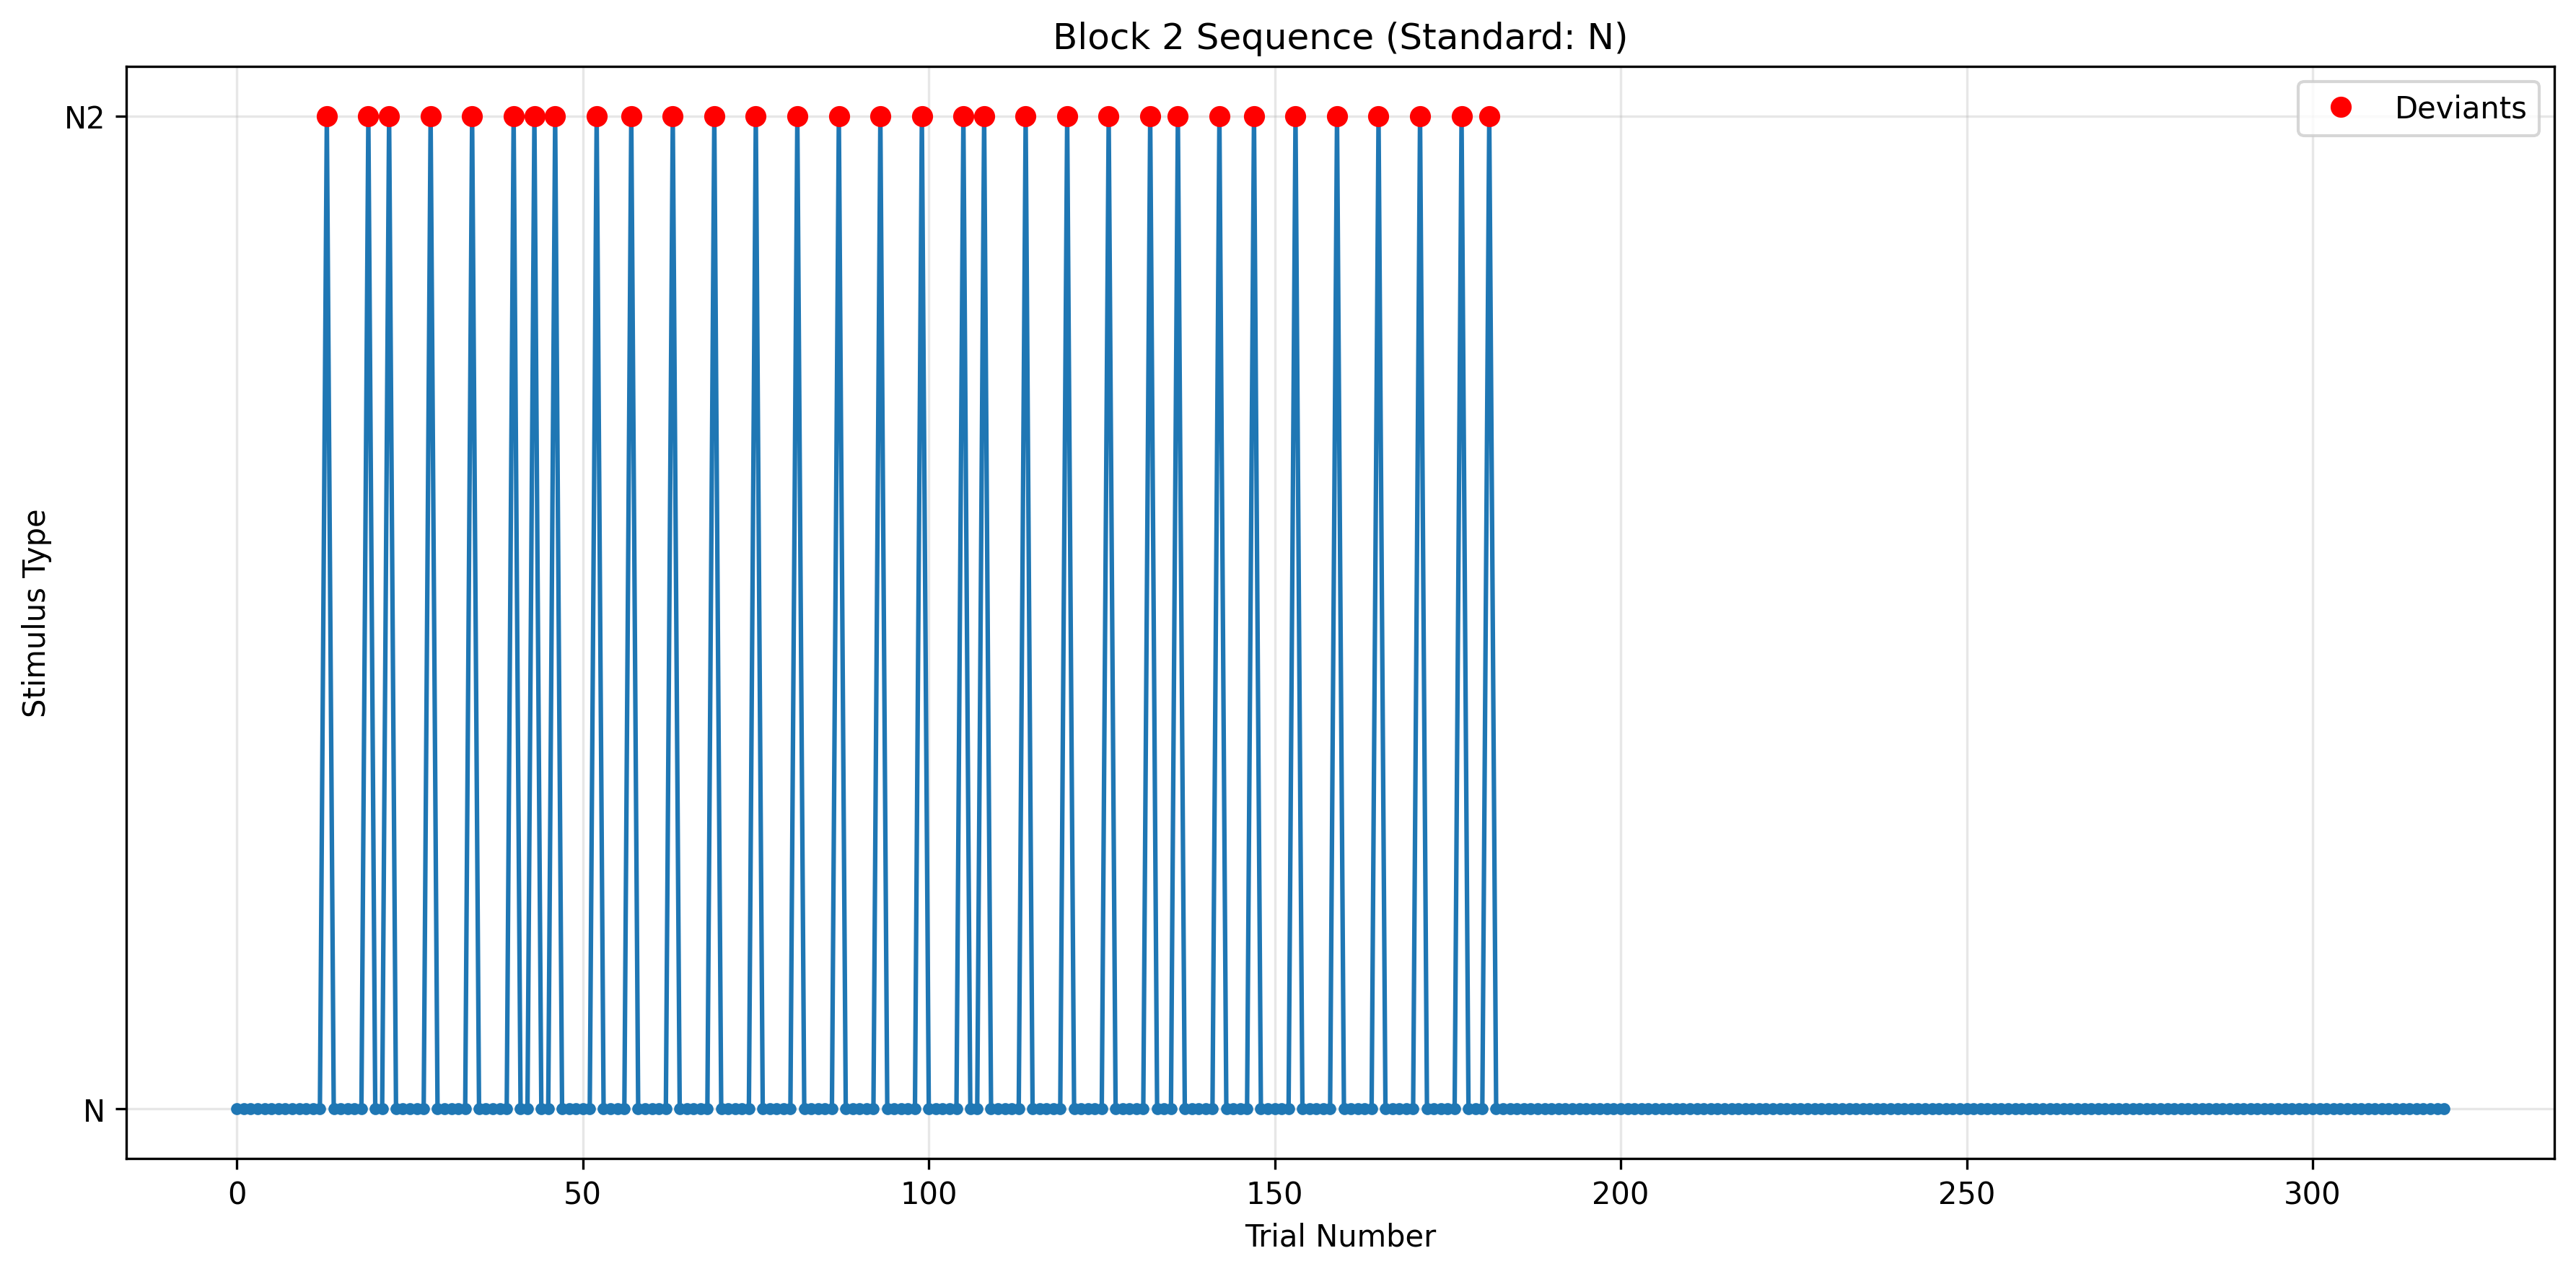 Block 2 Sequence (Standard: N)
Deviants
N2
N
Stimulus Type
0 50 100 150 200 250 300
Trial Number